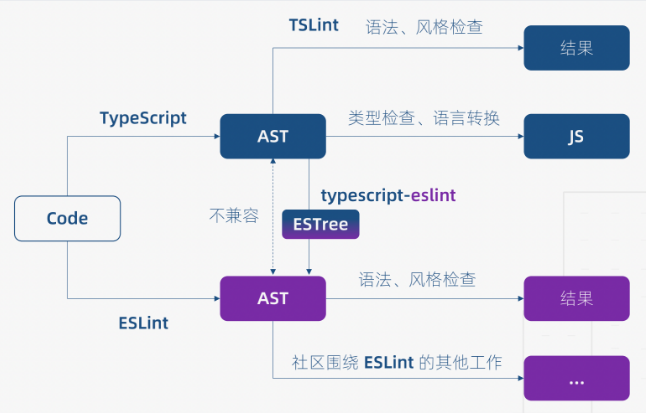 TSLint 语法、风格检查
结果
TypeScript
AST
类型检查、语言转换
JS
不兼容
typescript-eslint
Code
ESTree
AST
语法、风格检查
结果
ESLint
社区围绕 ESLint 的其他工作
...